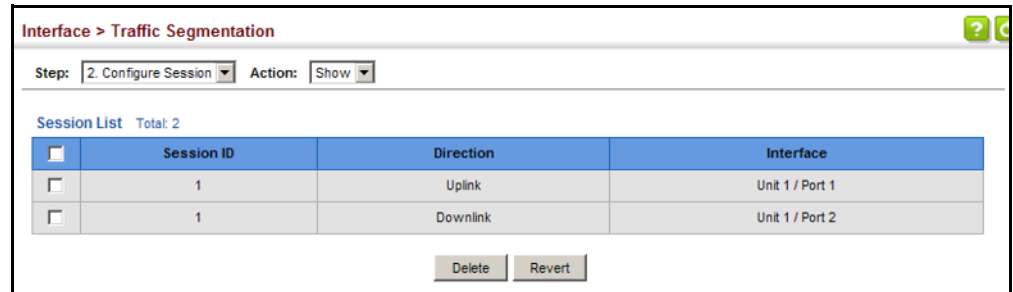 Interface > Traffic Segmentation
?
Step: 2. Configure Session Action: Show
Session List Total: 2
Session ID Direction Interface
1 Uplink Unit 1 / Port 1
1 Downlink Unit 1 / Port 2
Delete Revert